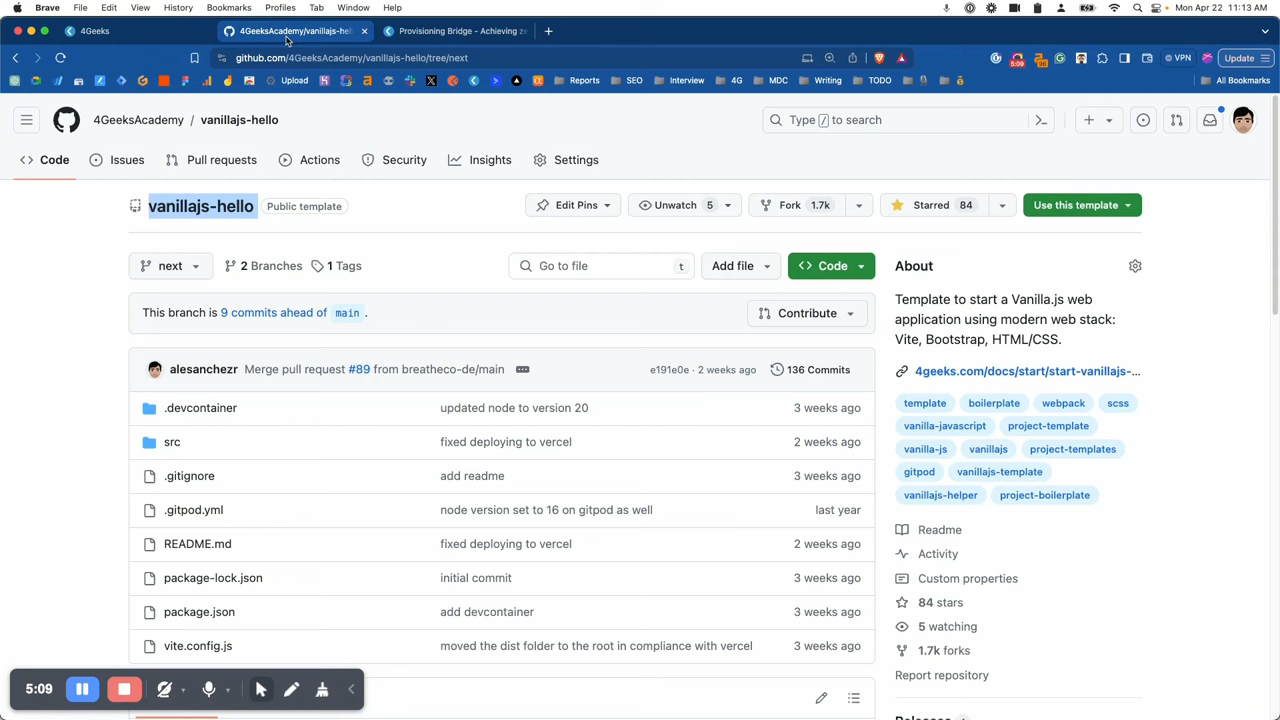 Brave File Edit View History Bookmarks Profiles Tab Window Help Mon Apr 22 11:13 AM
4Geeks 4GeeksAcademy/vanillajs-hel Provisioning Bridge - Achieving ze
github.com/4GeeksAcademy/vanillajs-hello/tree/next 5:09 96 VPN Update
Upload Reports SEO Interview 4G MDC Writing TODO All Bookmarks
4GeeksAcademy / vanillajs-hello Type / to search
Code Issues Pull requests Actions Security Insights Settings
vanillajs-hello Public template Edit Pins Unwatch 5 Fork 1.7k Starred 84 Use this template
next 2 Branches 1 Tags Go to file t Add file Code
This branch is 9 commits ahead of main . Contribute
alesanchezr Merge pull request #89 from breatheco-de/main e191e0e · 2 weeks ago 136 Commits
.devcontainer updated node to version 20 3 weeks ago
src fixed deploying to vercel 2 weeks ago
.gitignore add readme 3 weeks ago
.gitpod.yml node version set to 16 on gitpod as well last year
README.md fixed deploying to vercel 2 weeks ago
package-lock.json initial commit 3 weeks ago
package.json add devcontainer 3 weeks ago
vite.config.js moved the dist folder to the root in compliance with vercel 3 weeks ago
About
Template to start a Vanilla.js web
application using modern web stack:
Vite, Bootstrap, HTML/CSS.
4geeks.com/docs/start/start-vanillajs-...
template boilerplate webpack scss
vanilla-javascript project-template
vanilla-js vanillajs project-templates
gitpod vanillajs-template
vanillajs-helper project-boilerplate
Readme
Activity
Custom properties
84 stars
5 watching
1.7k forks
Report repository
5:09